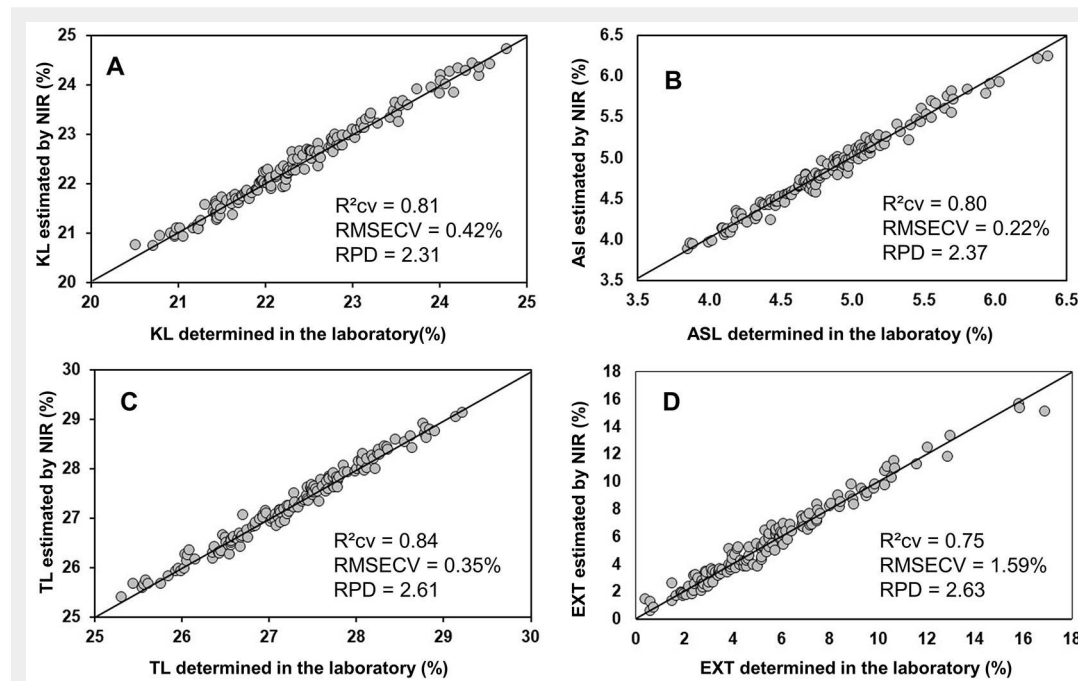 A
KL estimated by NIR (%)
25
24
23
22
21
20
R²cv = 0.81
RMSECV = 0.42%
RPD = 2.31
20 21 22 23 24 25
KL determined in the laboratory(%)
B
Asl estimated by NIR (%)
6.5
6.0
5.5
5.0
4.5
4.0
3.5
R²cv = 0.80
RMSECV = 0.22%
RPD = 2.37
3.5 4.0 4.5 5.0 5.5 6.0 6.5
ASL determined in the laboratoy (%)
C
TL estimated by NIR (%)
30
29
28
27
26
25
R²cv = 0.84
RMSECV = 0.35%
RPD = 2.61
25 26 27 28 29 30
TL determined in the laboratory (%)
D
EXT estimated by NIR (%)
18
16
14
12
10
8
6
4
2
0
R²cv = 0.75
RMSECV = 1.59%
RPD = 2.63
0 2 4 6 8 10 12 14 16 18
EXT determined in the laboratory (%)